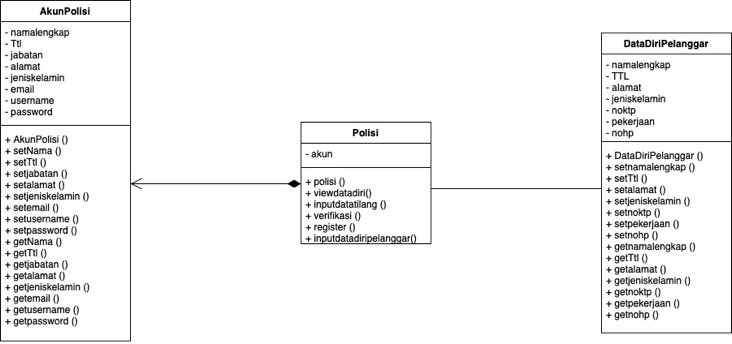 AkunPolisi
- namalengkap
- Ttl
- jabatan
- alamat
- jeniskelamin
- email
- username
- password
+ AkunPolisi ()
+ setNama ()
+ setTtl ()
+ setjabatan ()
+ setalamat ()
+ setjeniskelamin ()
+ setemail ()
+ setusername ()
+ setpassword ()
+ getNama ()
+ getTtl ()
+ getjabatan ()
+ getalamat ()
+ getjeniskelamin ()
+ getemail ()
+ getusername ()
+ getpassword ()
Polisi
- akun
+ polisi ()
+ viewdatadiri()
+ inputdatatilang ()
+ verifikasi ()
+ register ()
+ inputdatadiripelanggar()
DataDiriPelanggar
- namalengkap
- TTL
- alamat
- jeniskelamin
- noktp
- pekerjaan
- nohp
+ DataDiriPelanggar ()
+ setnamalengkap ()
+ setTtl ()
+ setalamat ()
+ setjeniskelamin ()
+ setnoktp ()
+ setpekerjaan ()
+ setnohp ()
+ getnamalengkap ()
+ getTtl ()
+ getalamat ()
+ getjeniskelamin ()
+ getnoktp ()
+ getpekerjaan ()
+ getnohp ()